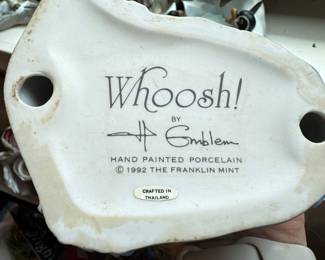 Whoosh!
BY
H Emblem
HAND PAINTED PORCELAIN
© 1992 THE FRANKLIN MINT
CRAFTED IN
THAILAND